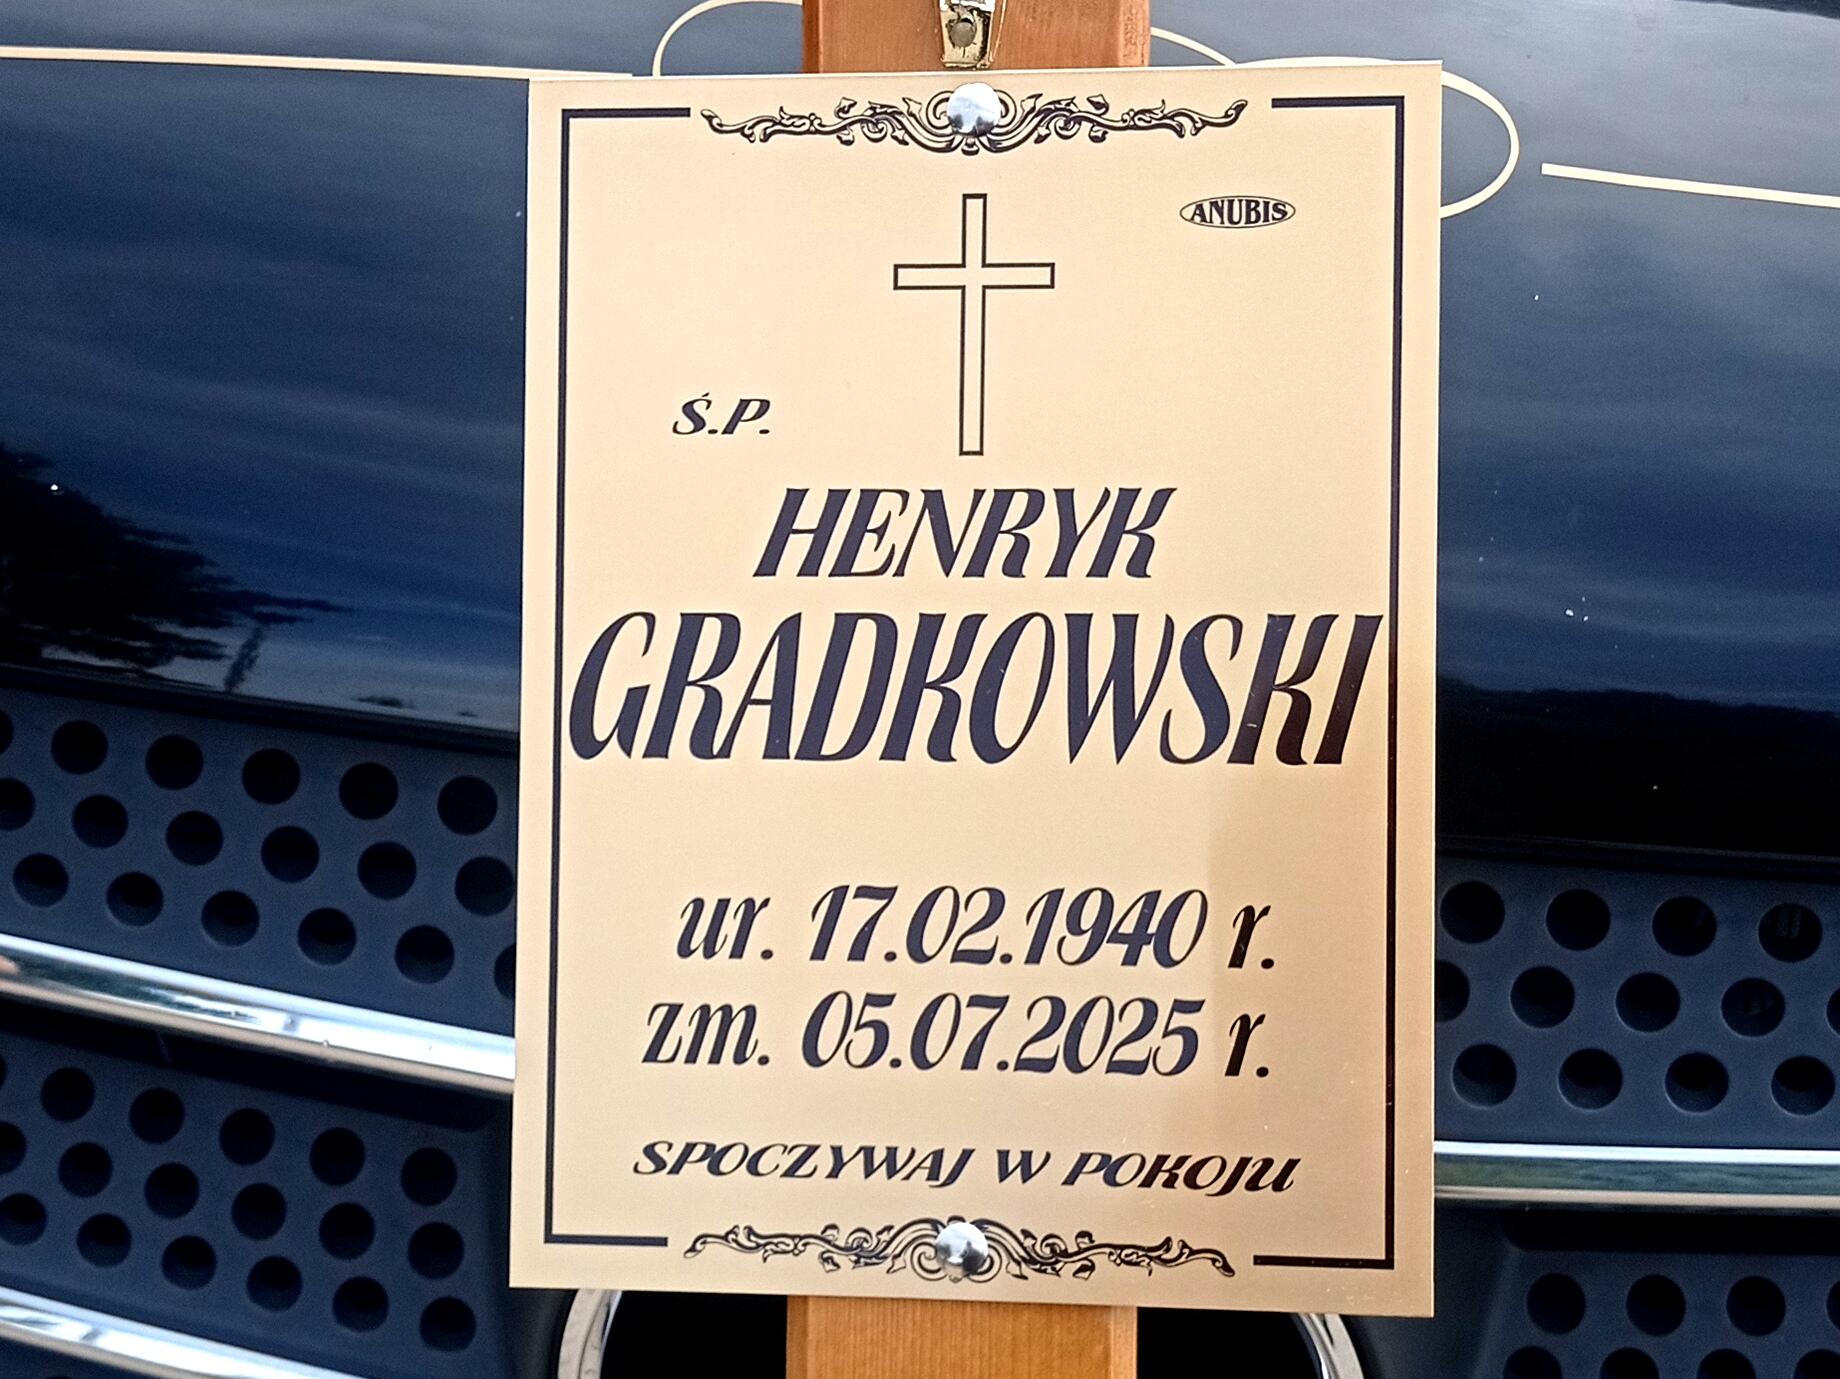 ANUBIS
Ś.P.
HENRYK
GRADKOWSKI
ur. 17.02.1940 r.
zm. 05.07.2025 r.
SPOCZYWAJ W POKOJU